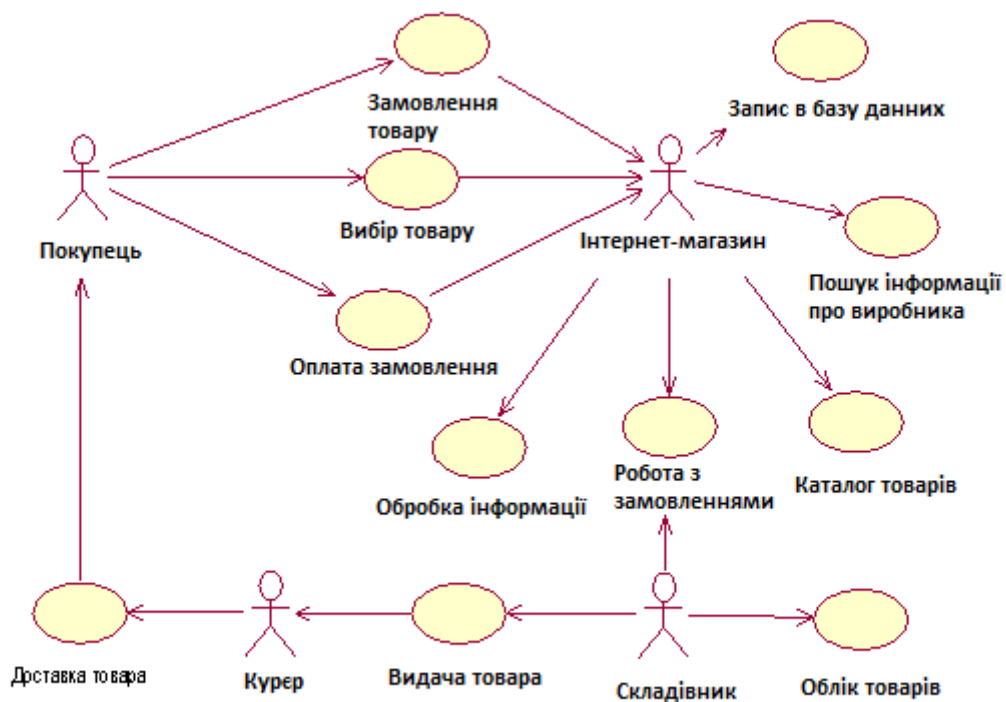 Замовлення
товару
Запис в базу данних
Покупець
Вибір товару
Інтернет-магазин
Пошук інформації
про виробника
Оплата замовлення
Обробка інформації
Робота з
замовленнями
Каталог товарів
Доставка товара
Курєр
Видача товара
Складівник
Облік товарів